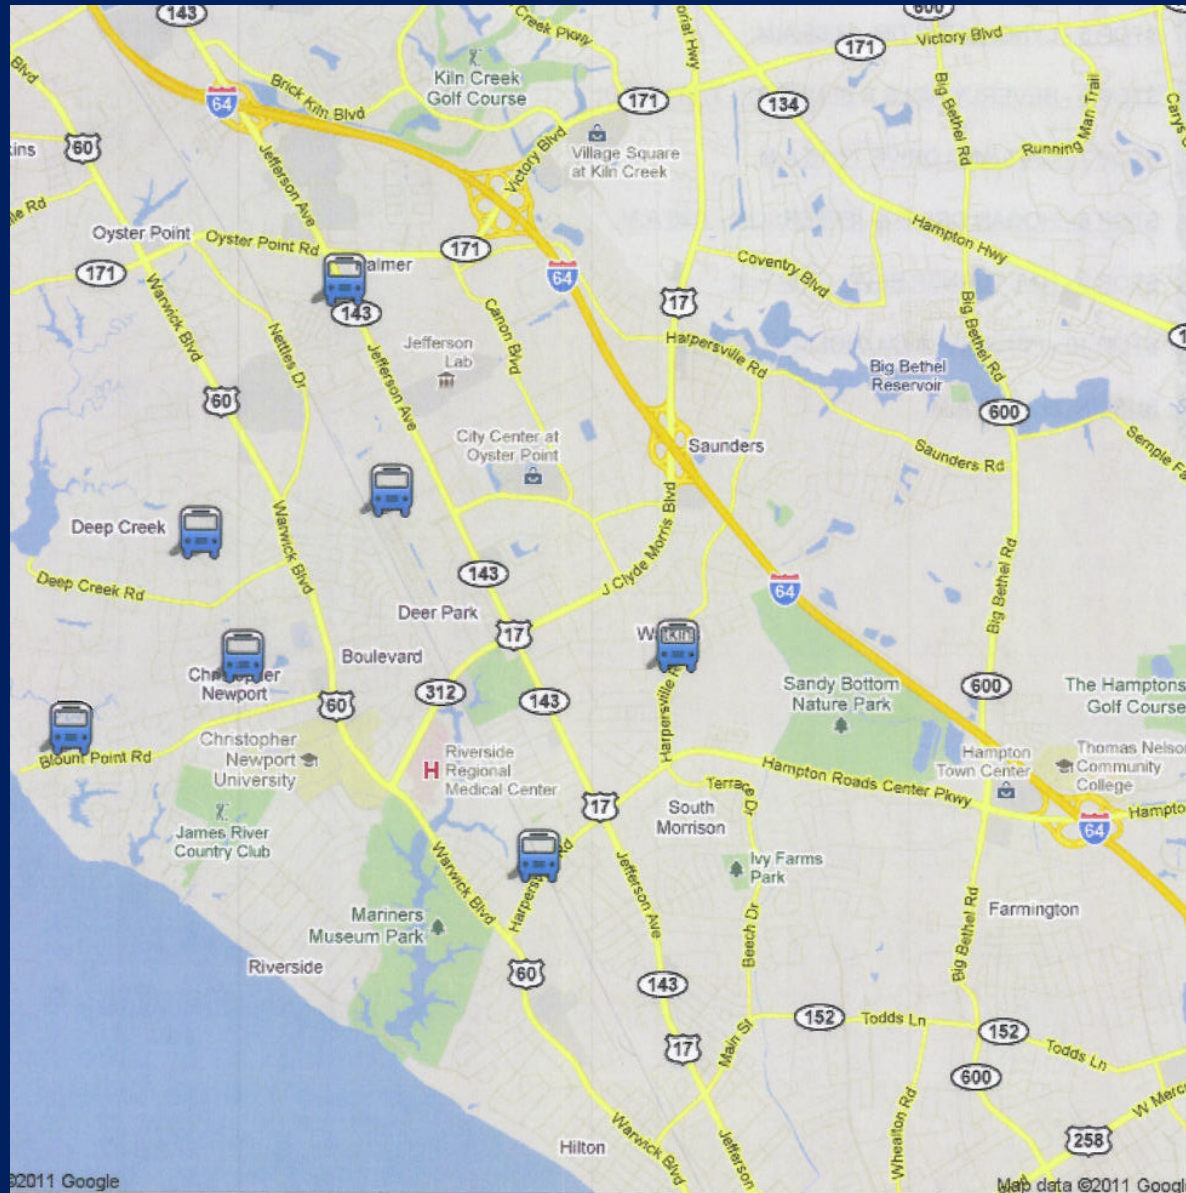 143
600
Creek Pkwy
Victory Blvd
171
Kiln Creek
Golf Course
Blvd
64
Brick Kiln Blvd
171
134
Big Bethel Rd
Running Man Trail
60
Jefferson Ave
Victory Blvd
Village Square
at Kiln Creek
Oyster Point
Oyster Point Rd
171
Hampton Hwy
171
Warwick Blvd
143
64
17
Coventry Blvd
Big Bethel Rd
Nettles Dr
Canon Blvd
Jefferson
Lab
Jefferson Ave
Harpersville Rd
Big Bethel
Reservoir
60
600
City Center at
Oyster Point
Saunders
Saunders Rd
Deep Creek
Warwick Blvd
J Clyde Morris Blvd
Deep Creek Rd
143
64
Big Bethel Rd
Deer Park
17
Boulevard
Newport
312
143
60
Sandy Bottom
Nature Park
600
The Hamptons
Golf Course
Blount Point Rd
Christopher
Newport
University
H
Riverside
Regional
Medical Center
Hampton Roads Center Pkwy
Hampton
Town Center
Thomas Nelson
Community
College
Terrace Dr
17
South
Morrison
64
James River
Country Club
Warwick Blvd
Jefferson Ave
Ivy Farms
Park
Mariners
Museum Park
Beech Dr
Farmington
Big Bethel Rd
Riverside
60
143
152
Todds Ln
152
Todds Ln
17
Main St
600
Whealton Rd
258
Hilton
Warwick Blvd
Jefferson
©2011 Google
Map data ©2011 Google